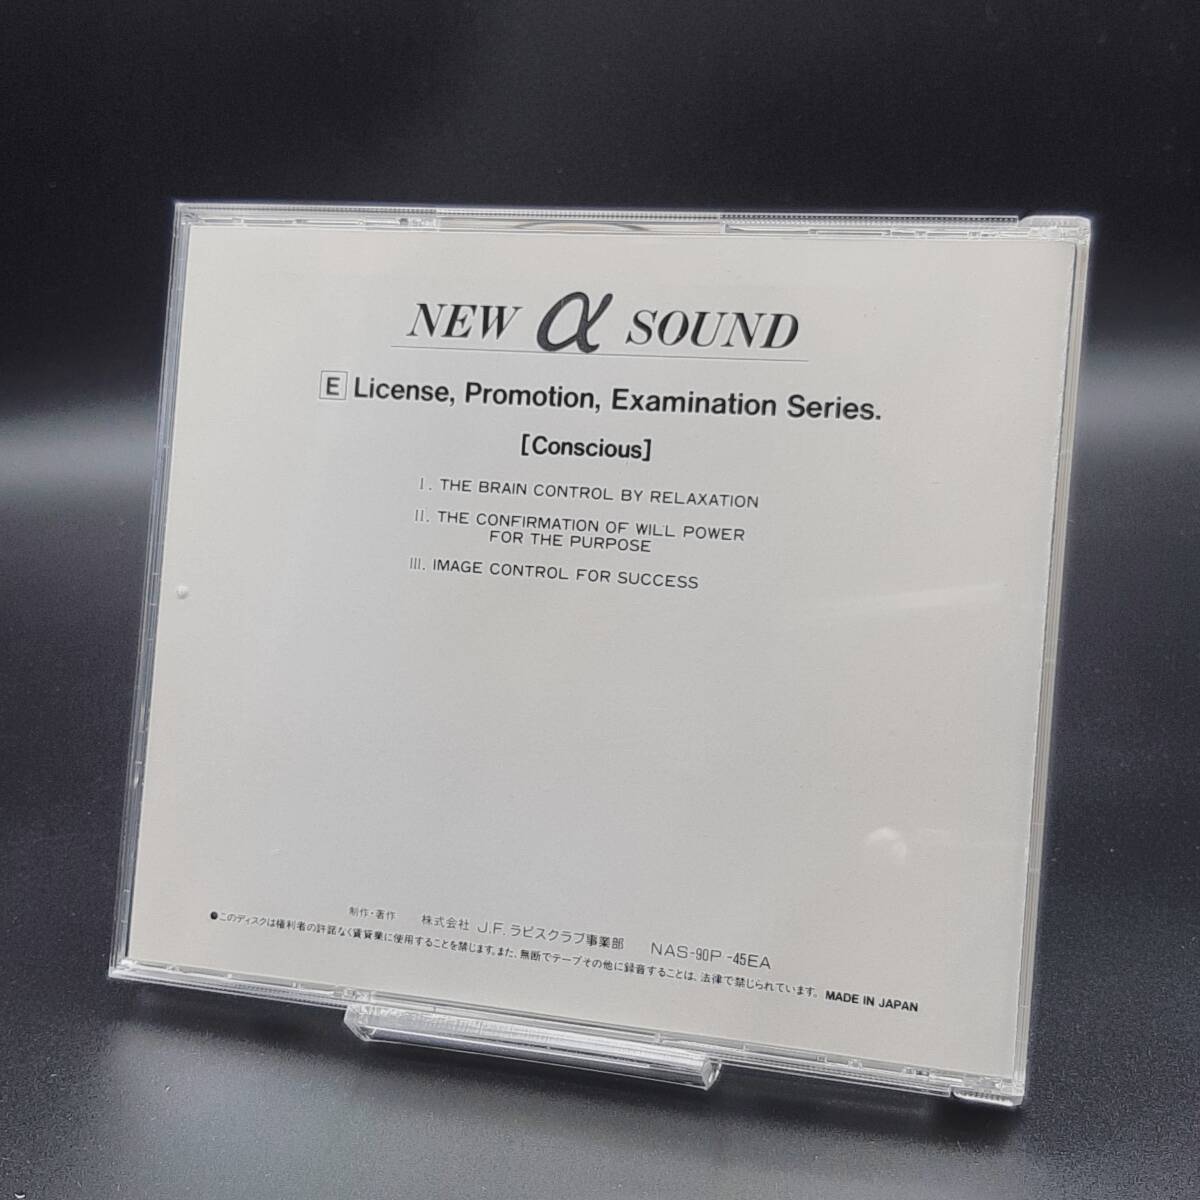 NEW α SOUND
E License, Promotion, Examination Series.
[Conscious]
I. THE BRAIN CONTROL BY RELAXATION
II. THE CONFIRMATION OF WILL POWER
FOR THE PURPOSE
III. IMAGE CONTROL FOR SUCCESS
制作・著作 株式会社 J.F.ラピスクラブ事業部 NAS-90P-45EA
●このディスクは権利者の許諾なく賃貸業に使用することを禁じます。また、無断でテープその他に録音することは、法律で禁じられています。 MADE IN JAPAN